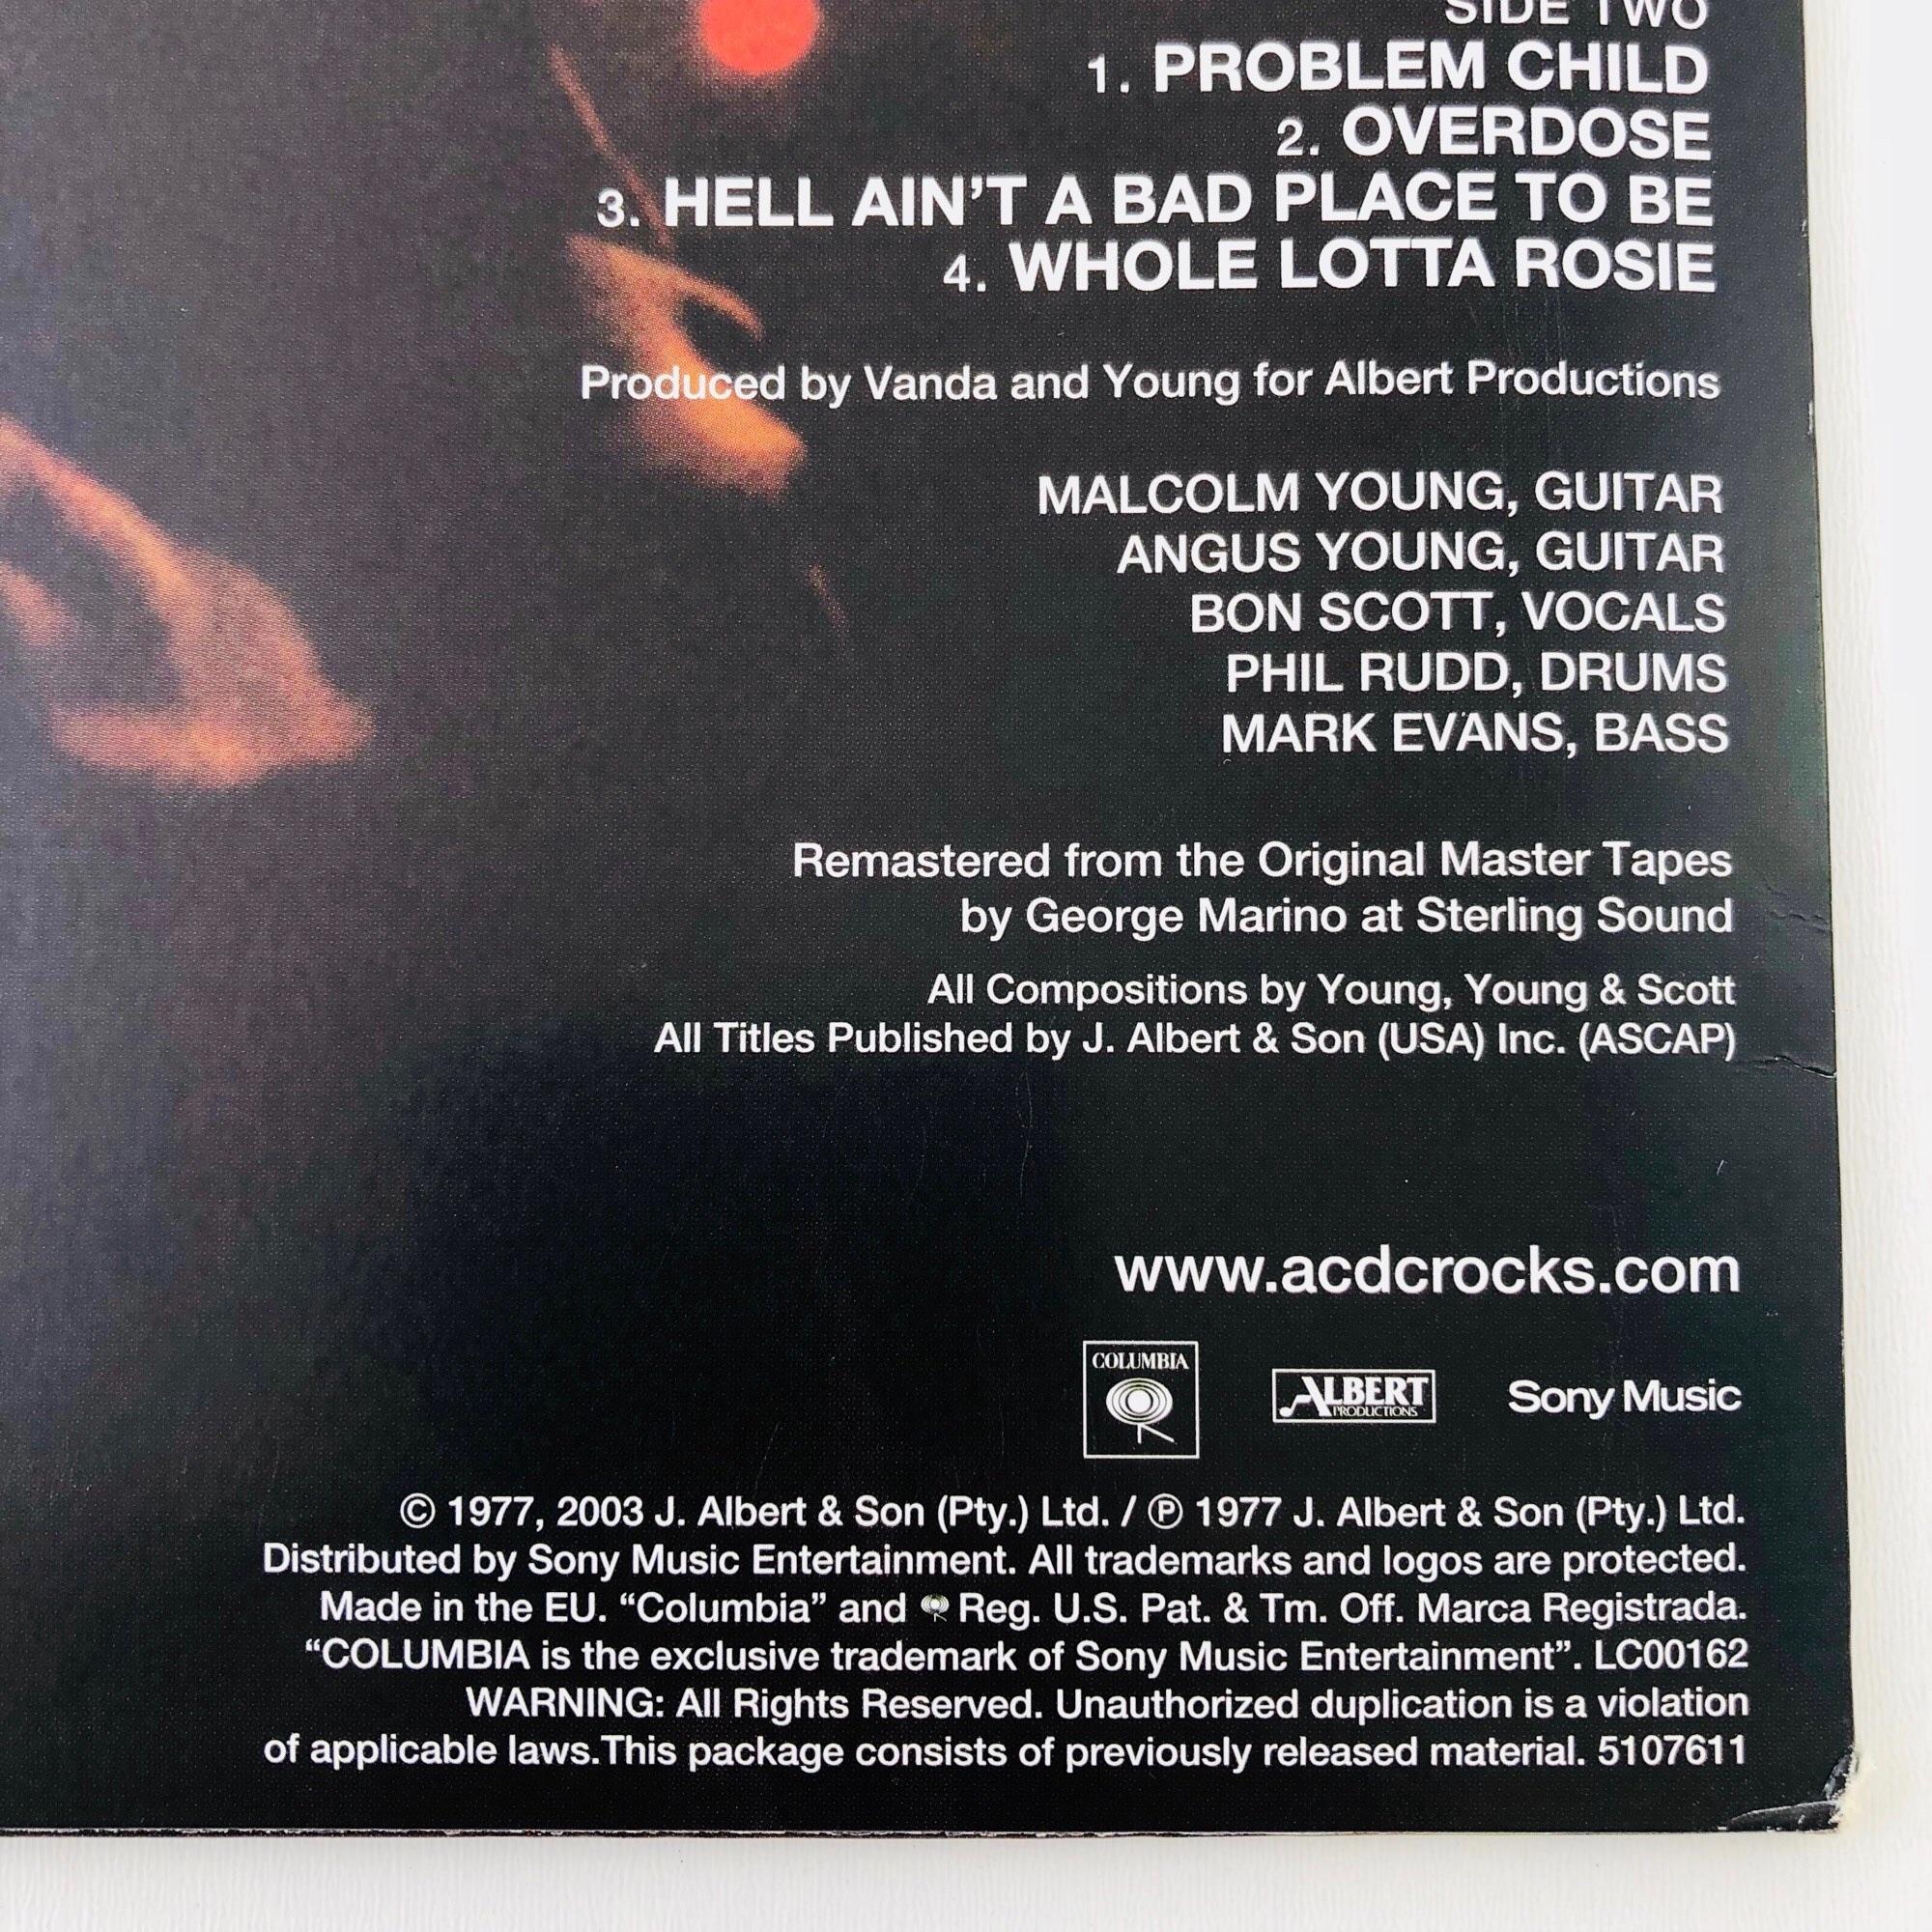 SIDE TWO
1. PROBLEM CHILD
2. OVERDOSE
3. HELL AIN'T A BAD PLACE TO BE
4. WHOLE LOTTA ROSIE
Produced by Vanda and Young for Albert Productions
MALCOLM YOUNG, GUITAR
ANGUS YOUNG, GUITAR
BON SCOTT, VOCALS
PHIL RUDD, DRUMS
MARK EVANS, BASS
Remastered from the Original Master Tapes
by George Marino at Sterling Sound
All Compositions by Young, Young & Scott
All Titles Published by J. Albert & Son (USA) Inc. (ASCAP)
www.acdcrocks.com
COLUMBIA
ALBERT
PRODUCTIONS
Sony Music
© 1977, 2003 J. Albert & Son (Pty.) Ltd. / ℗ 1977 J. Albert & Son (Pty.) Ltd.
Distributed by Sony Music Entertainment. All trademarks and logos are protected.
Made in the EU. “Columbia” and Reg. U.S. Pat. & Tm. Off. Marca Registrada.
“COLUMBIA is the exclusive trademark of Sony Music Entertainment”. LC00162
WARNING: All Rights Reserved. Unauthorized duplication is a violation
of applicable laws.This package consists of previously released material. 5107611